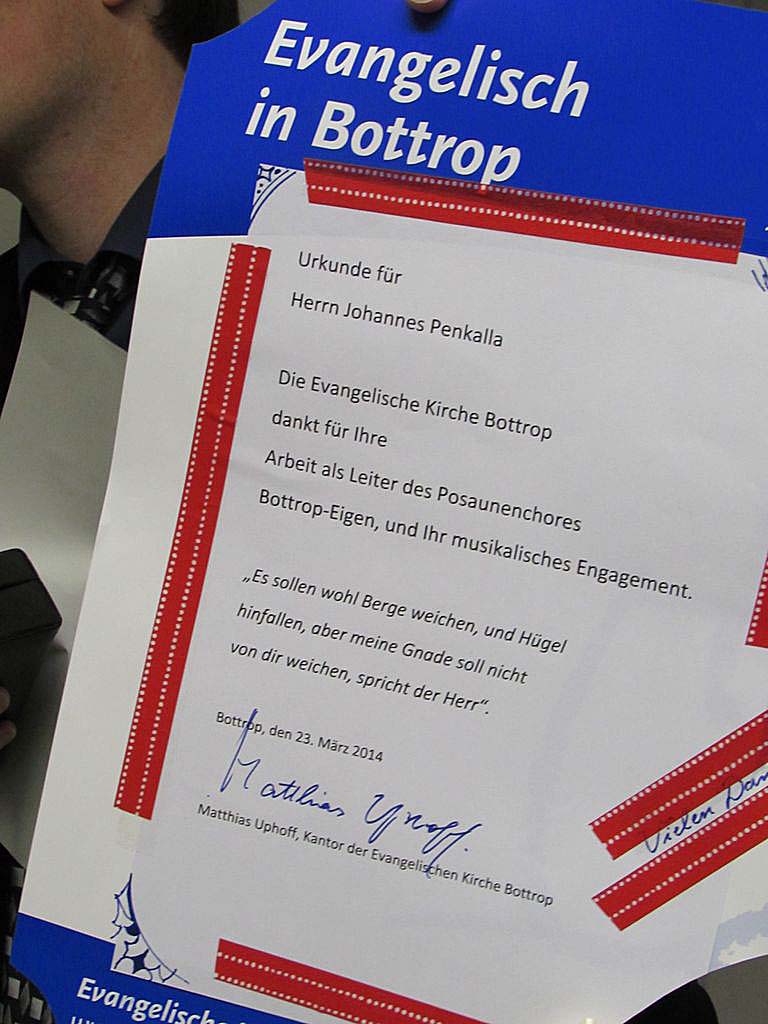 Evangelisch
in Bottrop
Urkunde für
Herrn Johannes Penkalla
Die Evangelische Kirche Bottrop
dankt für Ihre
Arbeit als Leiter des Posaunenchores
Bottrop-Eigen, und Ihr musikalisches Engagement.
„Es sollen wohl Berge weichen, und Hügel
hinfallen, aber meine Gnade soll nicht
von dir weichen, spricht der Herr“.
Bottrop, den 23. März 2014
Matthias Uphoff
Matthias Uphoff, Kantor der Evangelischen Kirche Bottrop
Vielen Dan
Evangelische